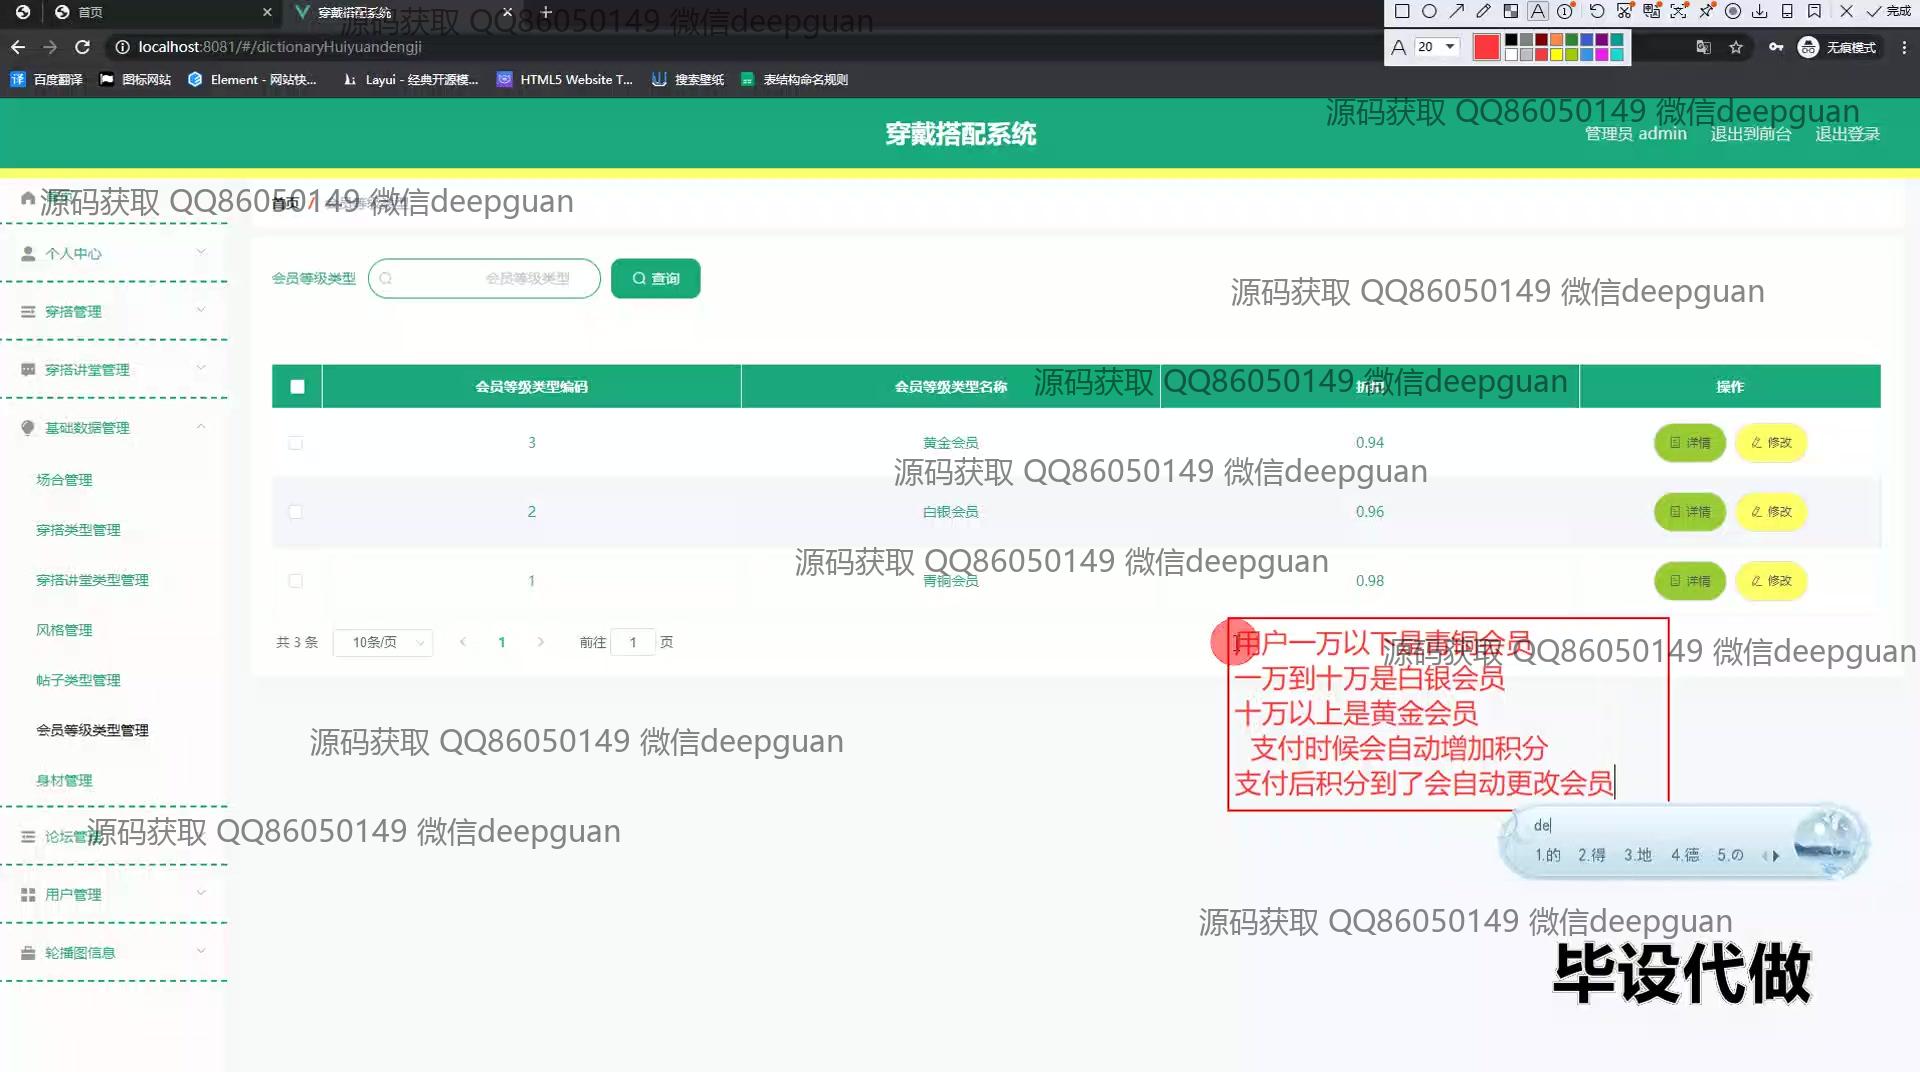 首页
穿戴搭配系统
localhost:8081/#/dictionaryHuiyuandengji
A 20
完成
无痕模式
百度翻译
图标网站
Element - 网站快...
Layui - 经典开源模...
HTML5 Website T...
搜索壁纸
表结构命名规则
源码获取 QQ86050149 微信deepguan
穿戴搭配系统
源码获取 QQ86050149 微信deepguan
管理员 admin
退出到前台
退出登录
源码获取 QQ86050149 微信deepguan
首页 /
个人中心
穿搭管理
穿搭讲堂管理
基础数据管理
场合管理
穿搭类型管理
穿搭讲堂类型管理
风格管理
帖子类型管理
会员等级类型管理
身材管理
论坛管理
用户管理
轮播图信息
会员等级类型
会员等级类型
查询
源码获取 QQ86050149 微信deepguan
会员等级类型编码
会员等级类型名称
源码获取 QQ86050149 微信deepguan
操作
3
黄金会员
0.94
详情
修改
源码获取 QQ86050149 微信deepguan
2
白银会员
0.96
详情
修改
源码获取 QQ86050149 微信deepguan
1
青铜会员
0.98
详情
修改
共 3 条
10条/页
1
前往 1 页
用户一万以下是青铜会员
源码获取 QQ86050149 微信deepguan
一万到十万是白银会员
十万以上是黄金会员
支付时候会自动增加积分
支付后积分到了会自动更改会员
源码获取 QQ86050149 微信deepguan
de
1.的 2.得 3.地 4.德 5.の
源码获取 QQ86050149 微信deepguan
源码获取 QQ86050149 微信deepguan
毕设代做